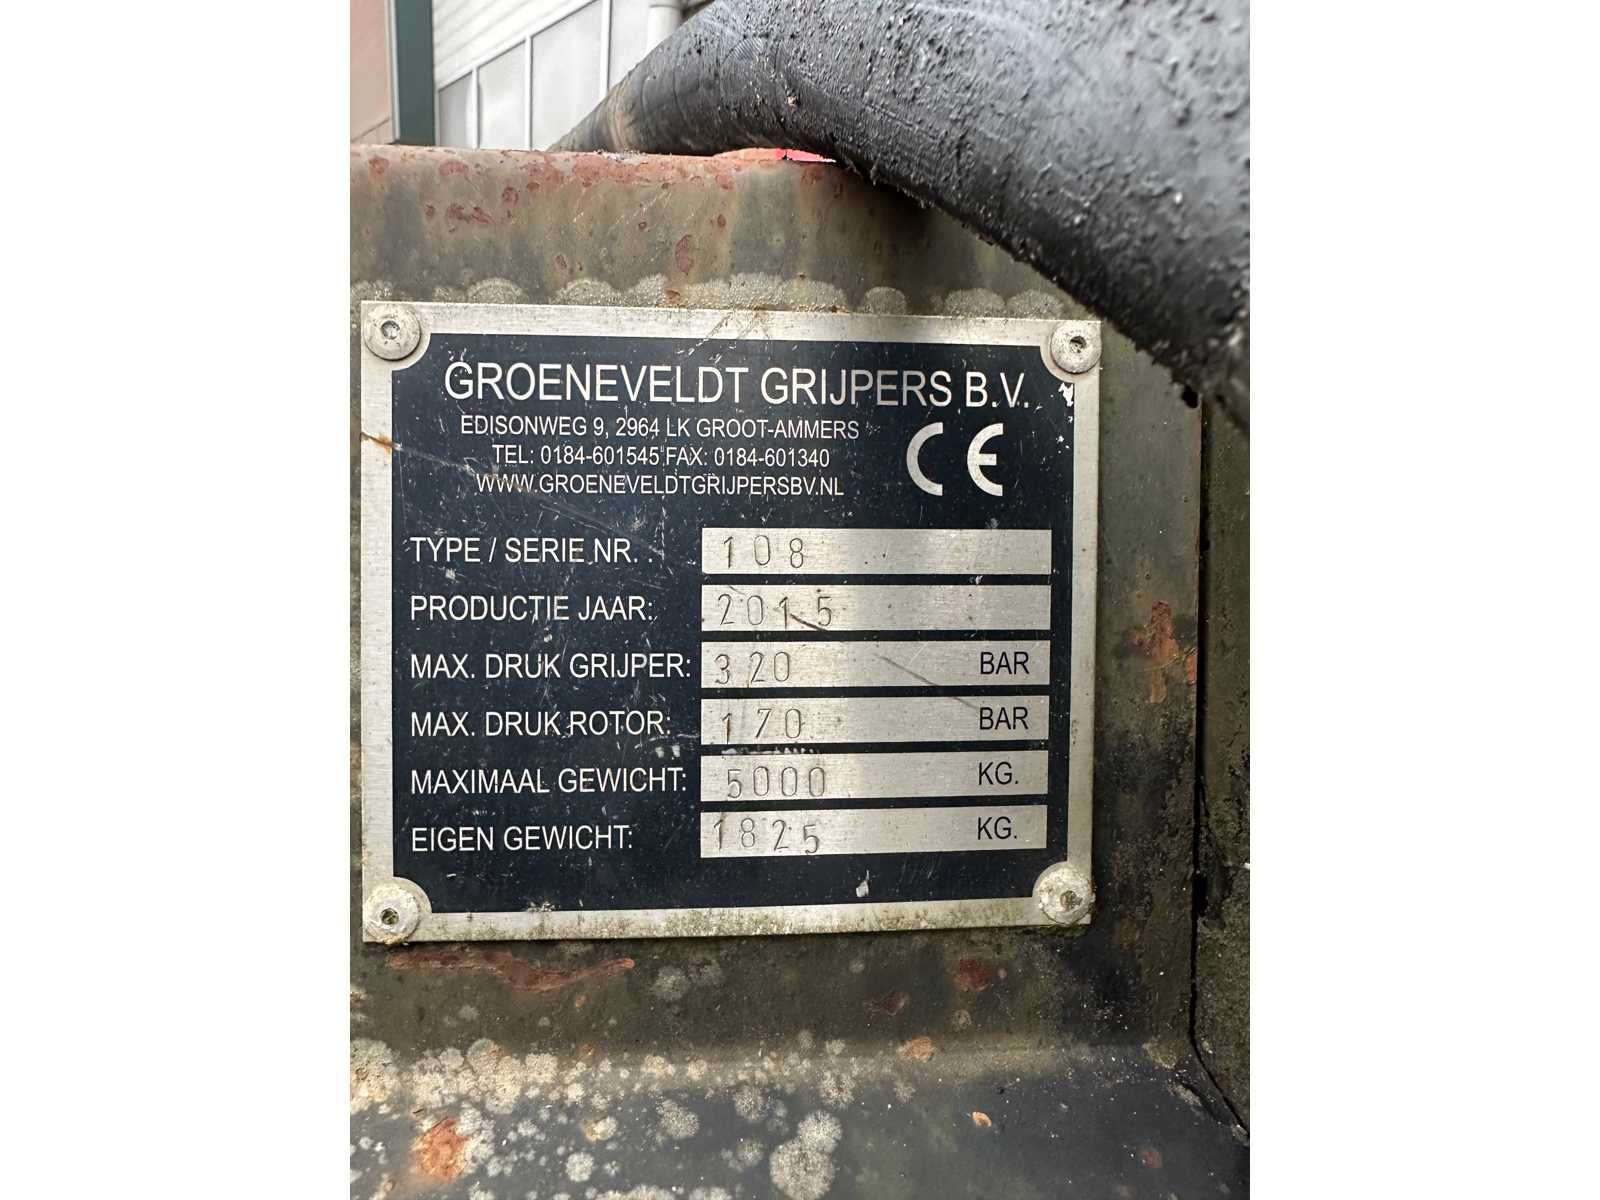 GROENEVELDT GRIJPERS B.V.
EDISONWEG 9, 2964 LK GROOT-AMMERS
TEL: 0184-601545 FAX: 0184-601340
WWW.GROENEVELDTGRIJPERSBV.NL
CE
TYPE / SERIE NR. : 108
PRODUCTIE JAAR: 2015
MAX. DRUK GRIJPER: 320 BAR
MAX. DRUK ROTOR: 170 BAR
MAXIMAAL GEWICHT: 5000 KG.
EIGEN GEWICHT: 1825 KG.